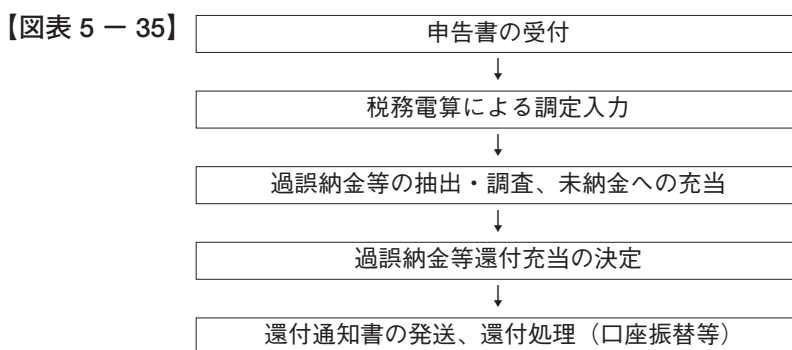 【図表 5 － 35】
申告書の受付
↓
税務電算による調定入力
↓
過誤納金等の抽出・調査、未納金への充当
↓
過誤納金等還付充当の決定
↓
還付通知書の発送、還付処理（口座振替等）